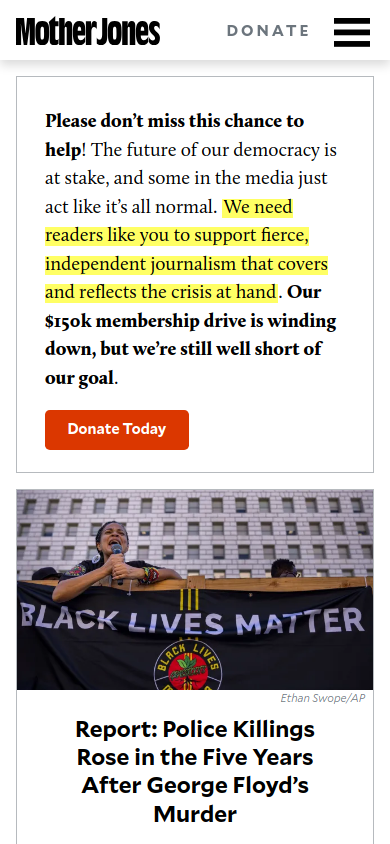 Mother Jones
DONATE
Please don’t miss this chance to
help! The future of our democracy is
at stake, and some in the media just
act like it’s all normal. We need
readers like you to support fierce,
independent journalism that covers
and reflects the crisis at hand. Our
$150k membership drive is winding
down, but we’re still well short of
our goal.
Donate Today
BLACK LIVES MATTER
BLACK LIVES
Ethan Swope/AP
Report: Police Killings
Rose in the Five Years
After George Floyd’s
Murder